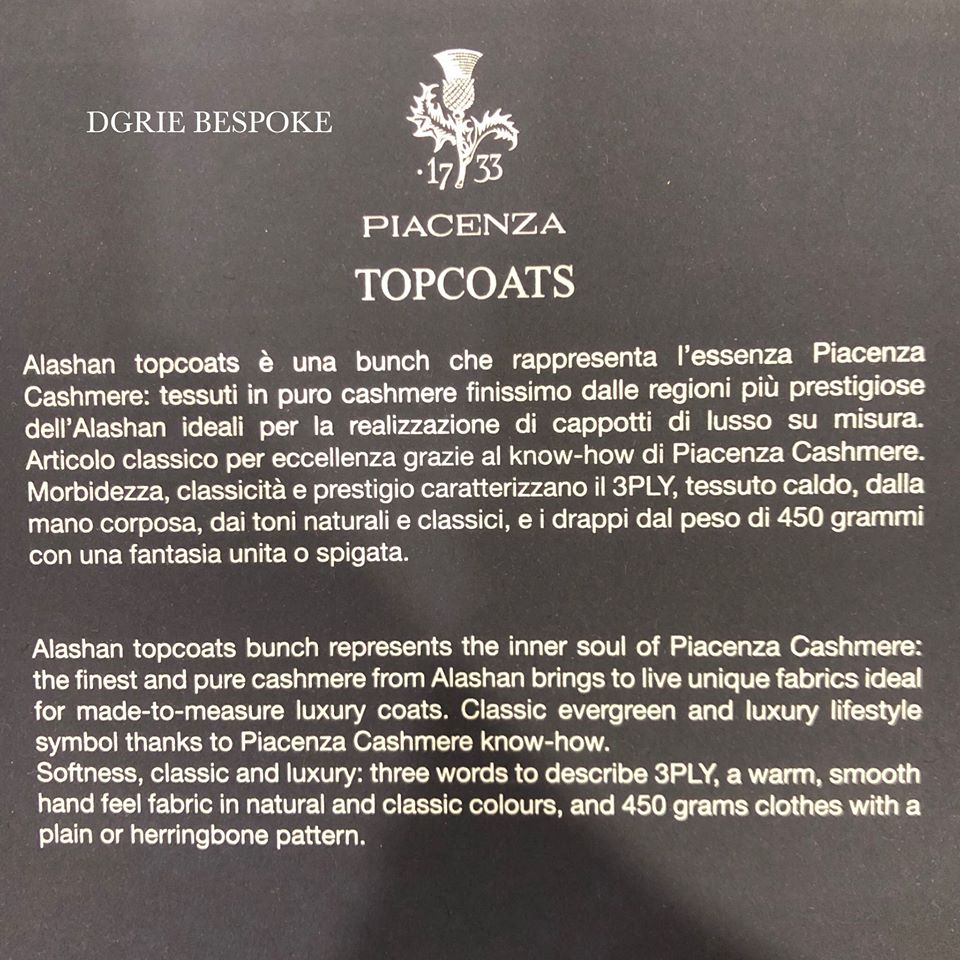 DGRIE BESPOKE
·1733
PIACENZA
TOPCOATS
Alashan topcoats è una bunch che rappresenta l'essenza Piacenza
Cashmere: tessuti in puro cashmere finissimo dalle regioni più prestigiose
dell'Alashan ideali per la realizzazione di cappotti di lusso su misura.
Articolo classico per eccellenza grazie al know-how di Piacenza Cashmere.
Morbidezza, classicità e prestigio caratterizzano il 3PLY, tessuto caldo, dalla
mano corposa, dai toni naturali e classici, e i drappi dal peso di 450 grammi
con una fantasia unita o spigata.
Alashan topcoats bunch represents the inner soul of Piacenza Cashmere:
the finest and pure cashmere from Alashan brings to live unique fabrics ideal
for made-to-measure luxury coats. Classic evergreen and luxury lifestyle
symbol thanks to Piacenza Cashmere know-how.
Softness, classic and luxury: three words to describe 3PLY, a warm, smooth
hand feel fabric in natural and classic colours, and 450 grams clothes with a
plain or herringbone pattern.